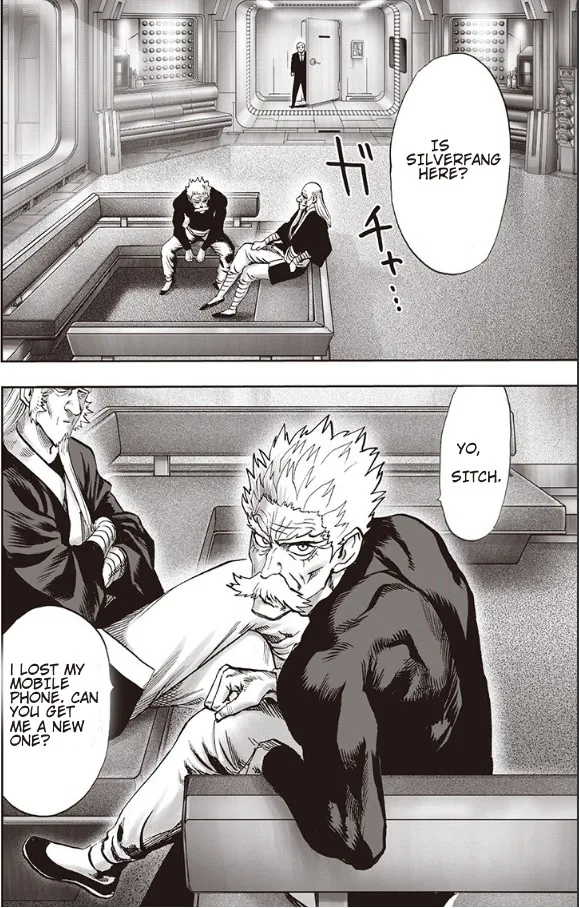 IS
SILVERFANG
HERE?
ガチャ…
YO,
SITCH.
I LOST MY
MOBILE
PHONE. CAN
YOU GET
ME A NEW
ONE?